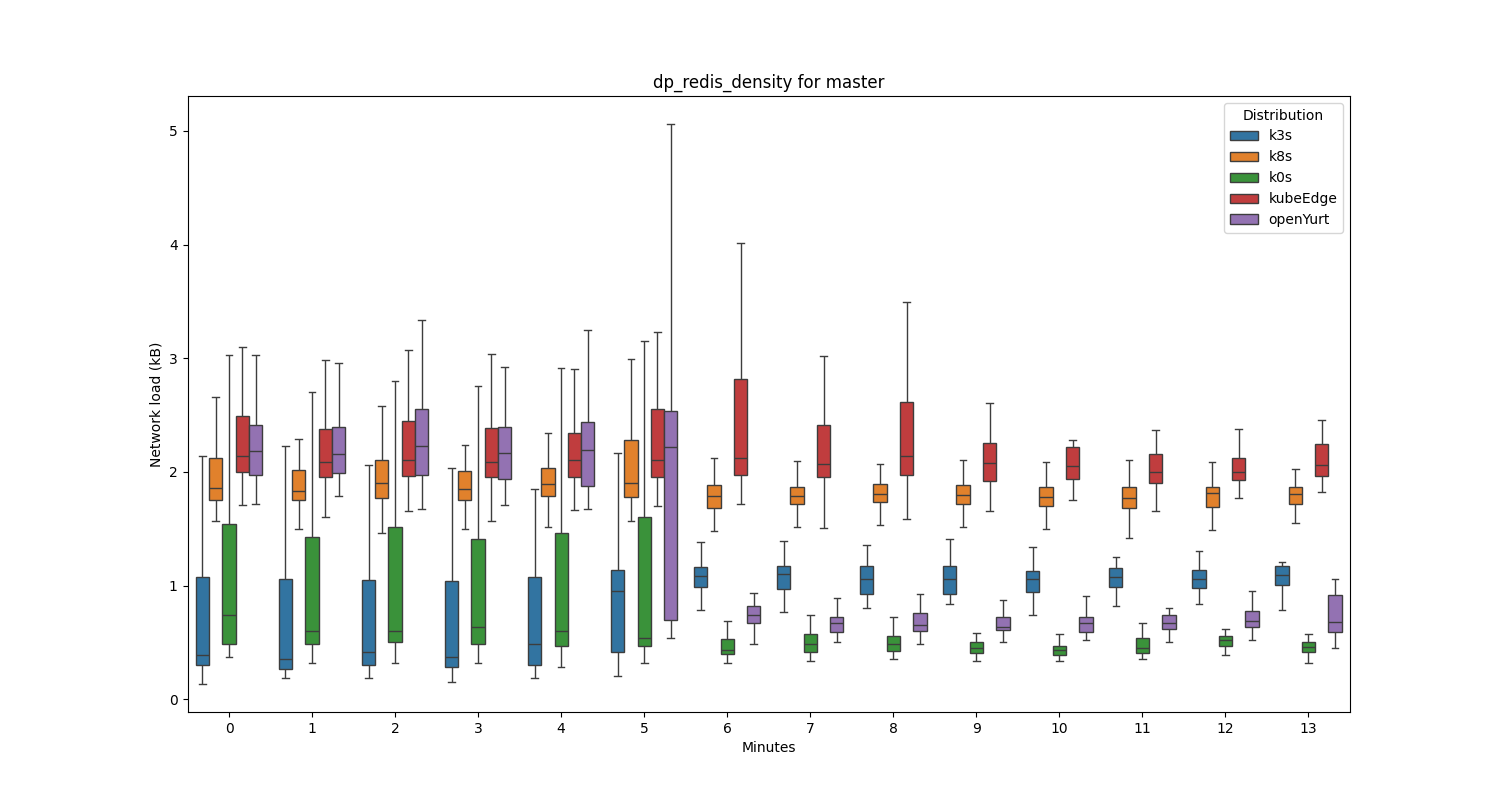 dp_redis_density for master
Distribution
k3s
k8s
k0s
kubeEdge
openYurt
Network load (kB)
5
4
3
2
1
0
0 1 2 3 4 5 6 7 8 9 10 11 12 13
Minutes